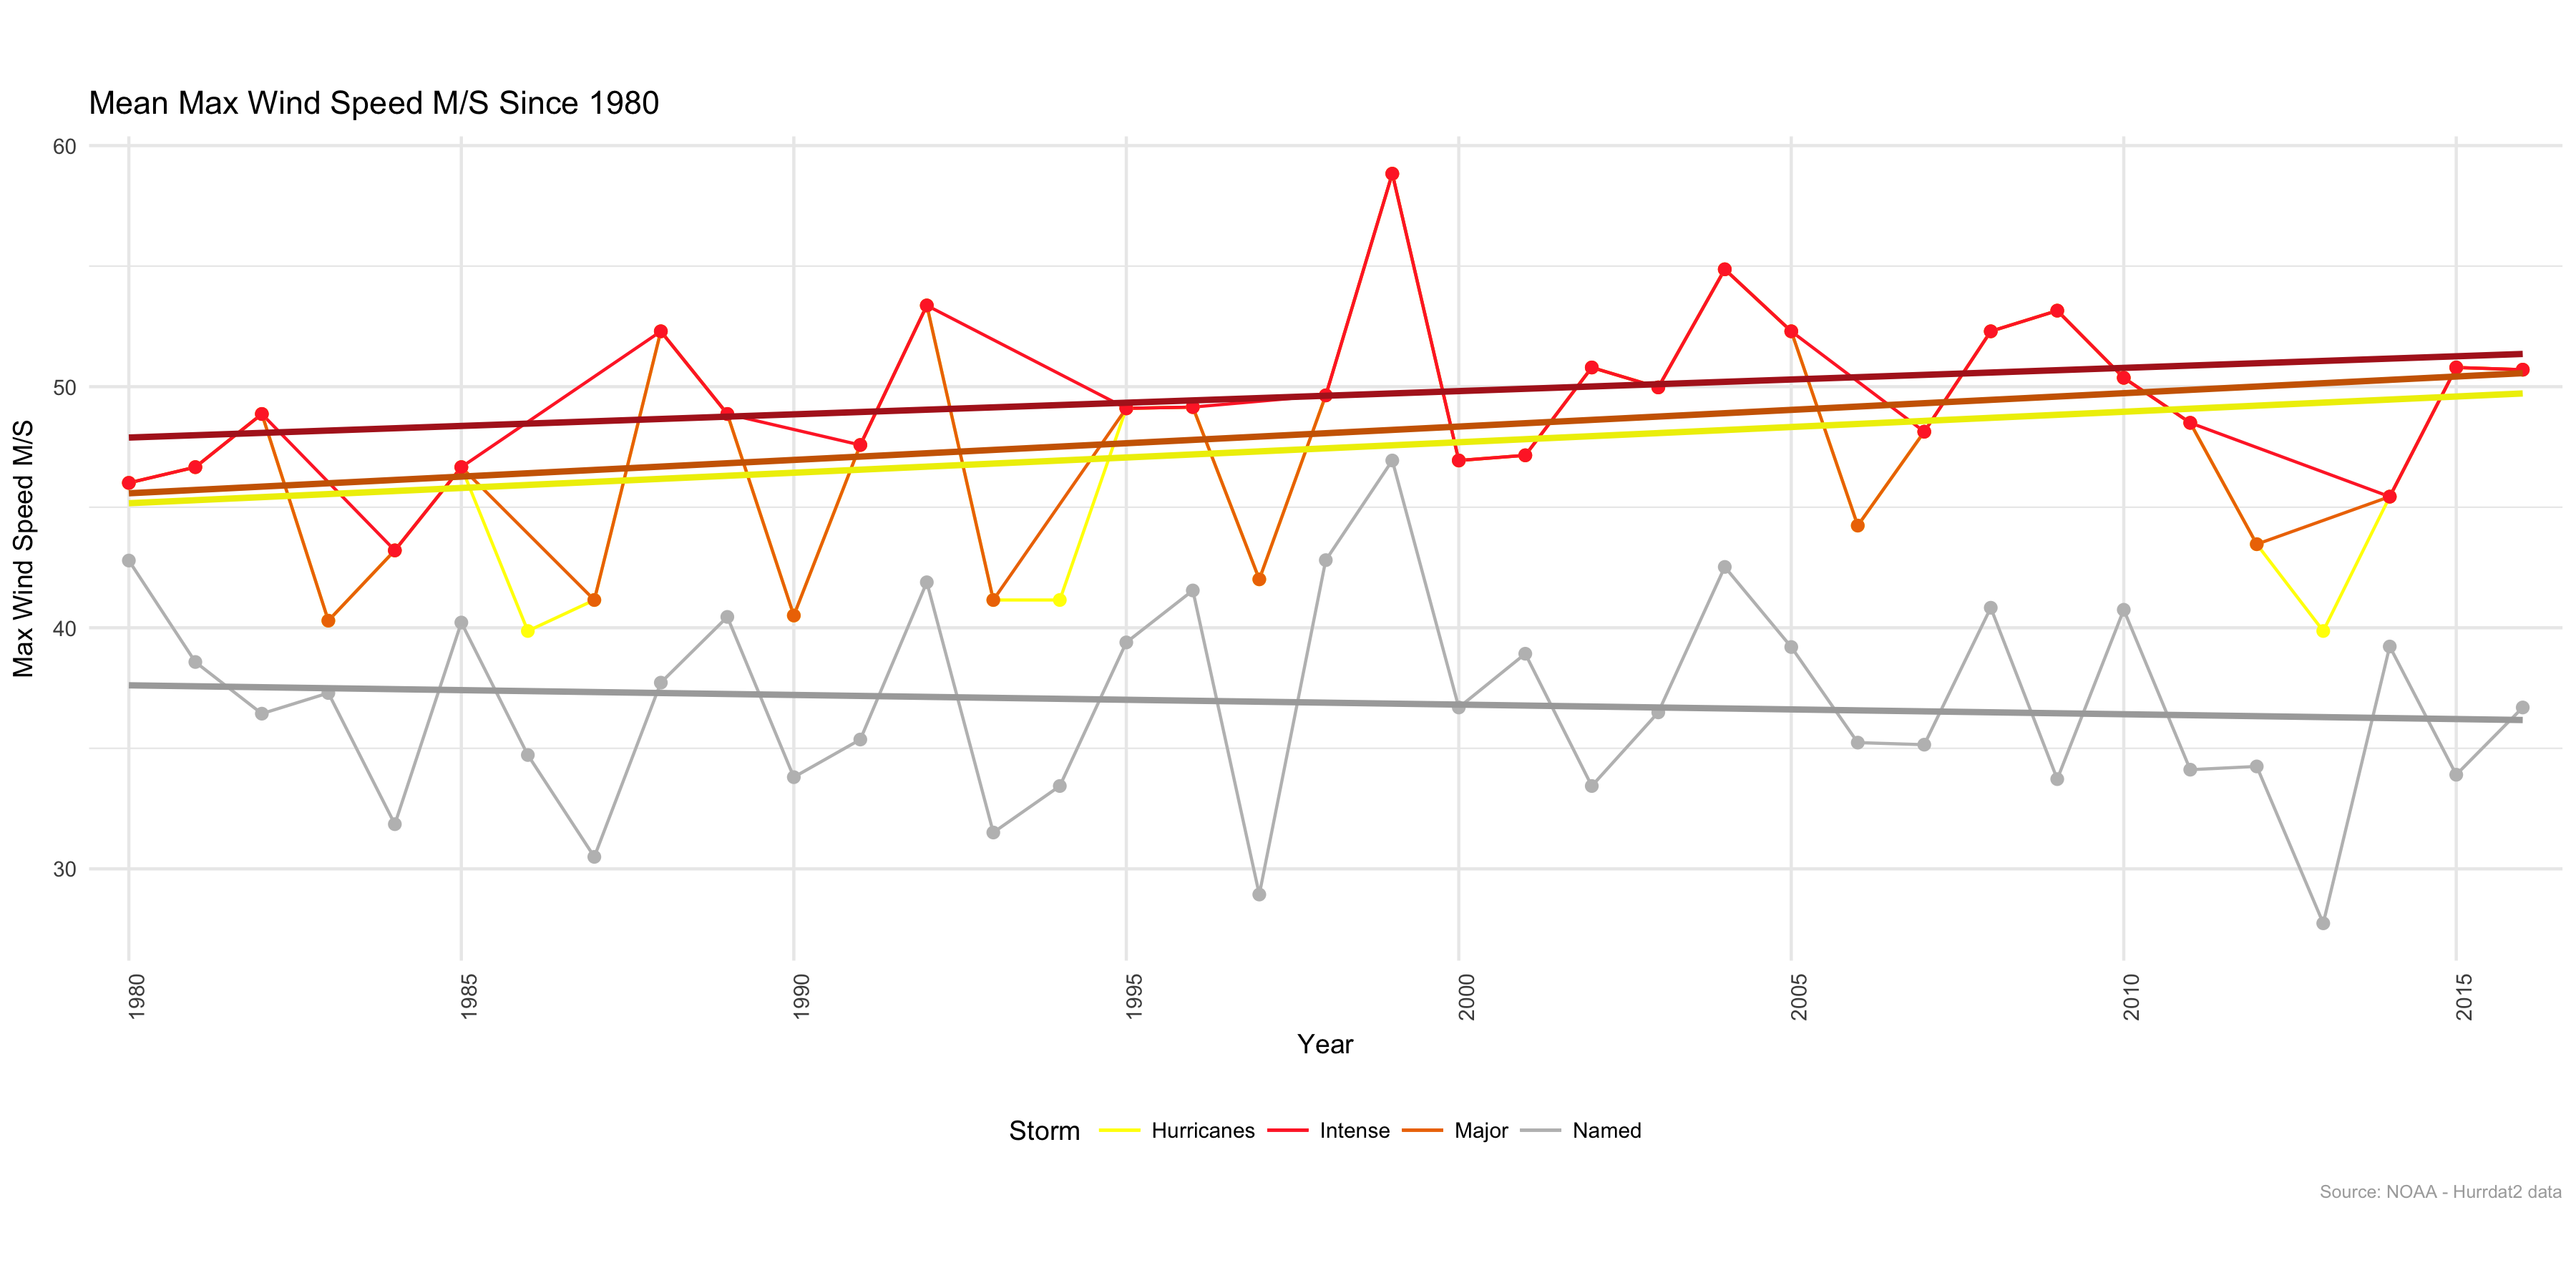 Mean Max Wind Speed M/S Since 1980
Max Wind Speed M/S
60
50
40
30
1980
1985
1990
1995
2000
2005
2010
2015
Year
Storm Hurricanes Intense Major Named
Source: NOAA - Hurrdat2 data